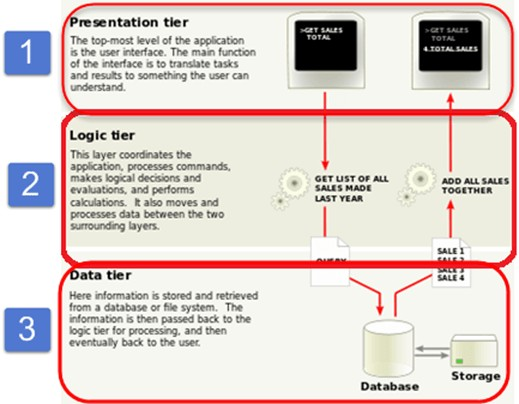 1
Presentation tier
The top-most level of the application
is the user interface. The main function
of the interface is to translate tasks
and results to something the user can
understand.
>GET SALES
TOTAL
>GET SALES
TOTAL
4 TOTAL SALES
2
Logic tier
This layer coordinates the
application, processes commands,
makes logical decisions and
evaluations, and performs
calculations. It also moves and
processes data between the two
surrounding layers.
GET LIST OF ALL
SALES MADE
LAST YEAR
ADD ALL SALES
TOGETHER
QUERY
SALE 1
SALE 2
SALE 3
SALE 4
3
Data tier
Here information is stored and retrieved
from a database or file system. The
information is then passed back to the
logic tier for processing, and then
eventually back to the user.
Database
Storage